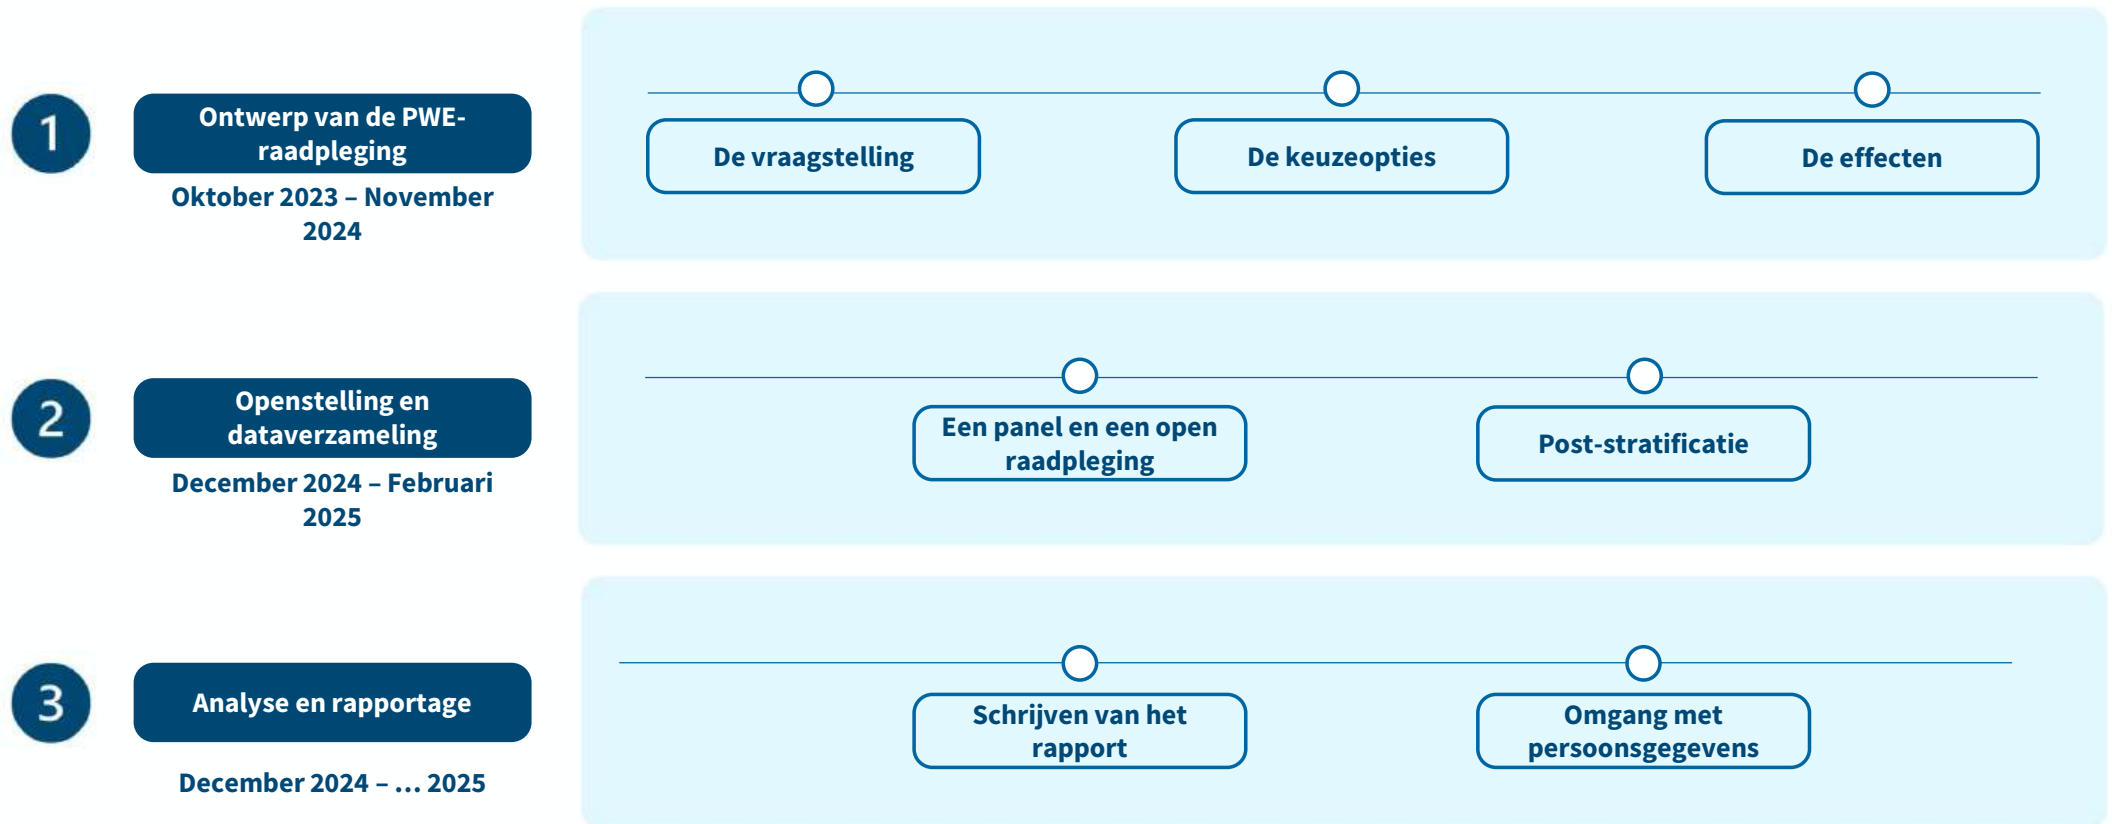 1
Ontwerp van de PWE-
raadpleging
Oktober 2023 – November
2024
De vraagstelling
De keuzeopties
De effecten
2
Openstelling en
dataverzameling
December 2024 – Februari
2025
Een panel en een open
raadpleging
Post-stratificatie
3
Analyse en rapportage
December 2024 – ... 2025
Schrijven van het
rapport
Omgang met
persoonsgegevens